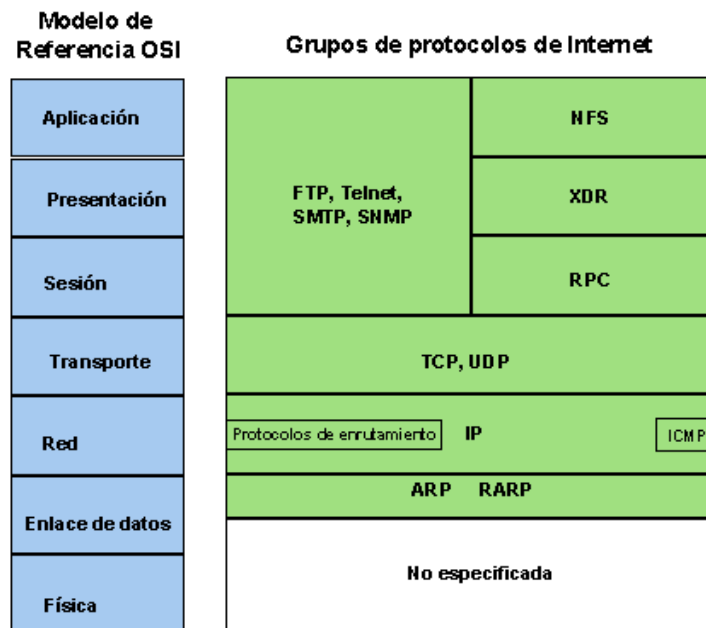 Modelo de
Referencia OSI
Grupos de protocolos de Internet
Aplicación
Presentación
Sesión
Transporte
Red
Enlace de datos
Física
FTP, Telnet,
SMTP, SNMP
NFS
XDR
RPC
TCP, UDP
Protocolos de enrutamiento
IP
ICMP
ARP RARP
No especificada